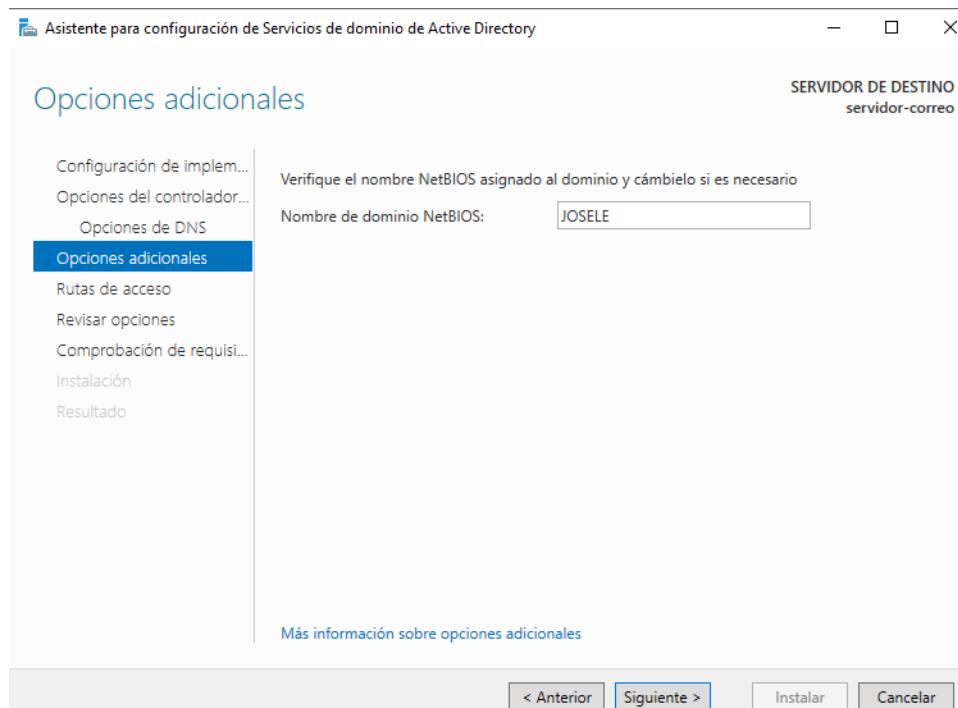 Asistente para configuración de Servicios de dominio de Active Directory
Opciones adicionales
SERVIDOR DE DESTINO
servidor-correo
Configuración de implem...
Opciones del controlador...
Opciones de DNS
Opciones adicionales
Rutas de acceso
Revisar opciones
Comprobación de requisi...
Instalación
Resultado
Verifique el nombre NetBIOS asignado al dominio y cámbielo si es necesario
Nombre de dominio NetBIOS: JOSELE
Más información sobre opciones adicionales
< Anterior Siguiente > Instalar Cancelar